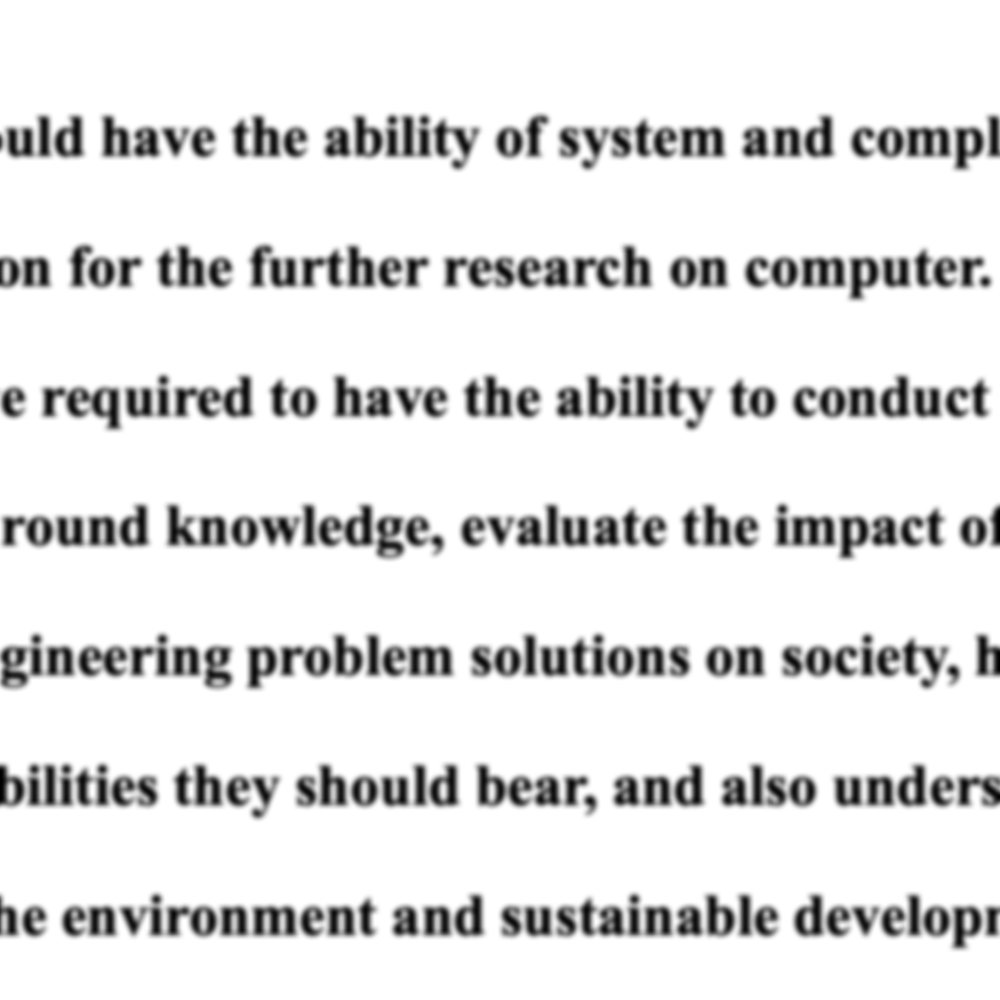 ould have the ability of system and compl
on for the further research on computer.
e required to have the ability to conduct
round knowledge, evaluate the impact of
gineering problem solutions on society, h
bilities they should bear, and also unders
he environment and sustainable develop